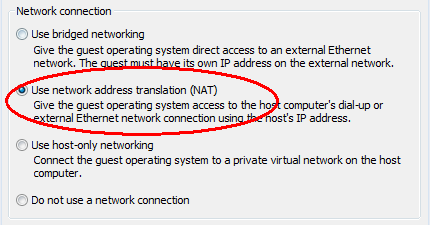 Network connection
Use bridged networking
Give the guest operating system direct access to an external Ethernet
network. The guest must have its own IP address on the external network.
Use network address translation (NAT)
Give the guest operating system access to the host computer's dial-up or
external Ethernet network connection using the host's IP address.
Use host-only networking
Connect the guest operating system to a private virtual network on the host
computer.
Do not use a network connection